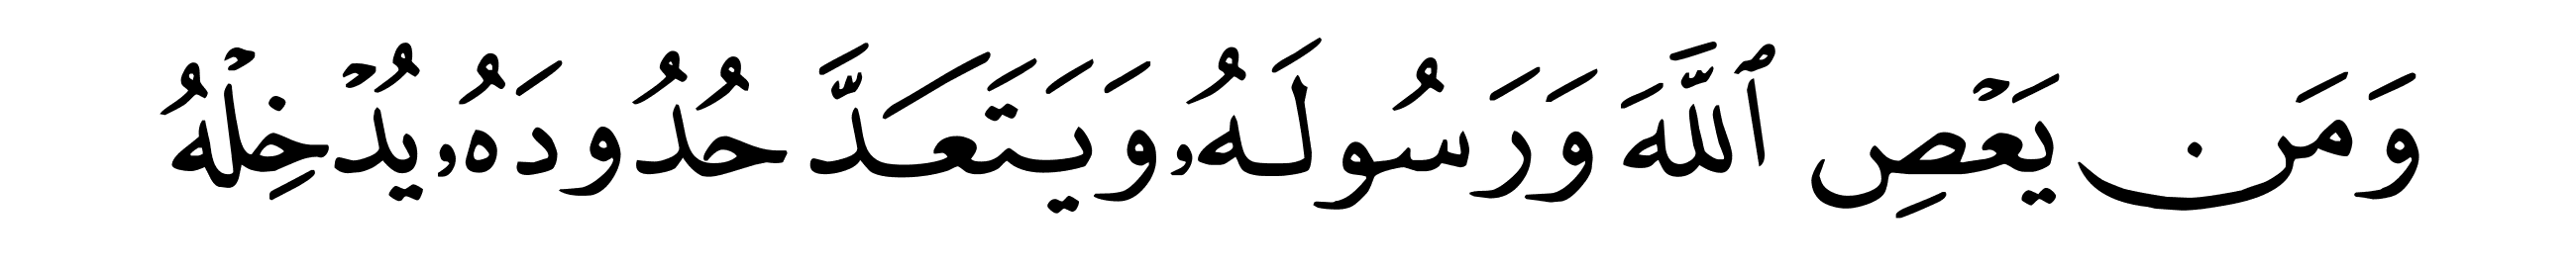 وَمَن يَعْصِ ٱللَّهَ وَرَسُولَهُۥ وَيَتَعَدَّ حُدُودَهُۥ يُدْخِلْهُ